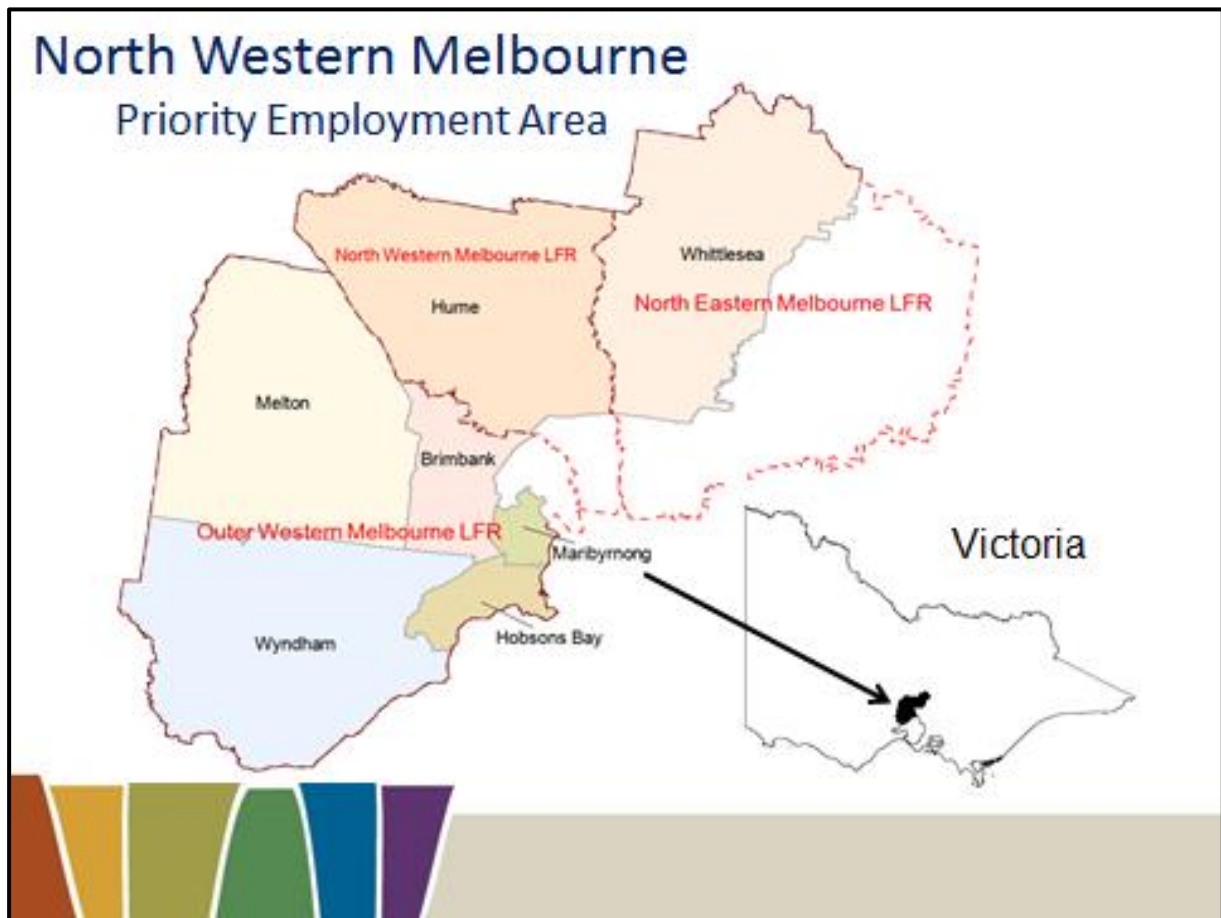 North Western Melbourne
Priority Employment Area
Whittlesea
North Western Melbourne LFR
North Eastern Melbourne LFR
Hume
Melton
Brimbank
Outer Western Melbourne LFR
Maribyrnong
Victoria
Hobsons Bay
Wyndham